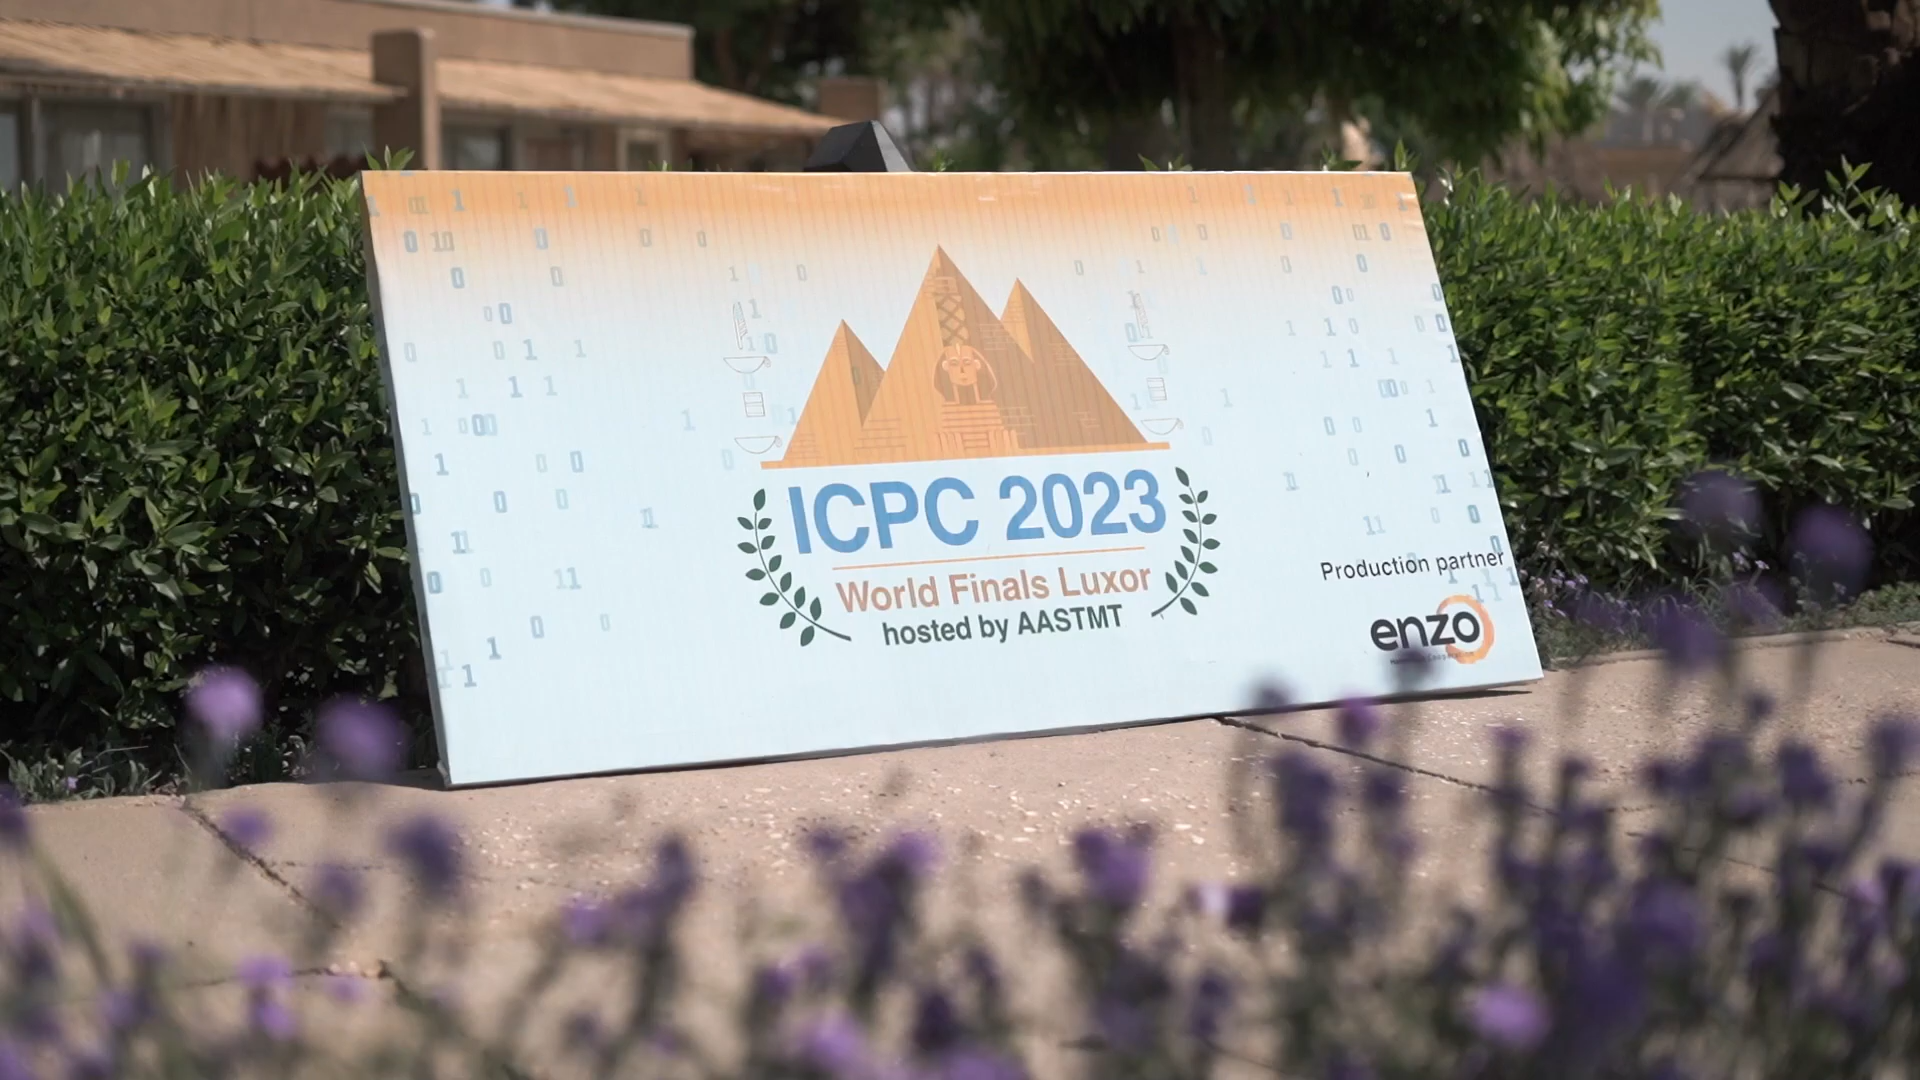 ICPC 2023
World Finals Luxor
hosted by AASTMT
Production partner
enzo